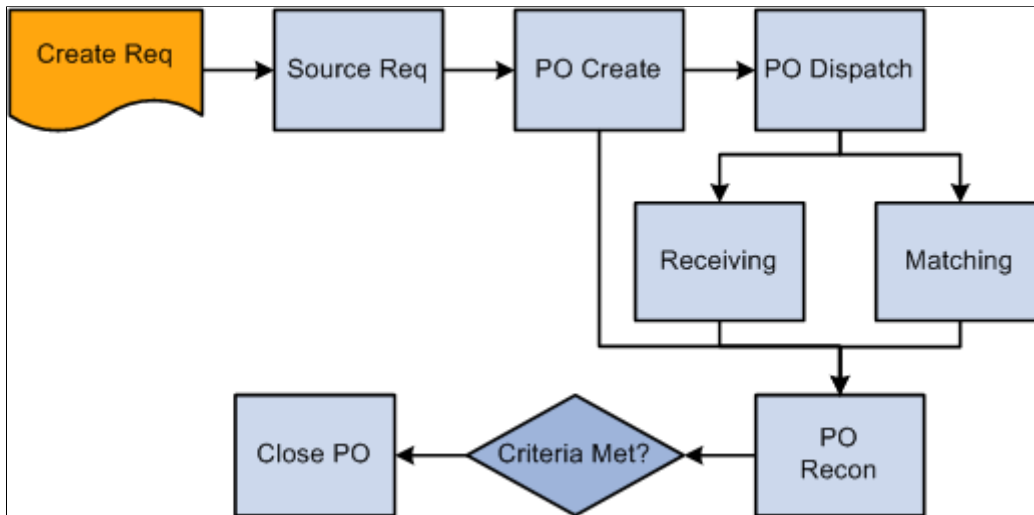 Create Req
Source Req
PO Create
PO Dispatch
Receiving
Matching
Close PO
Criteria Met?
PO
Recon